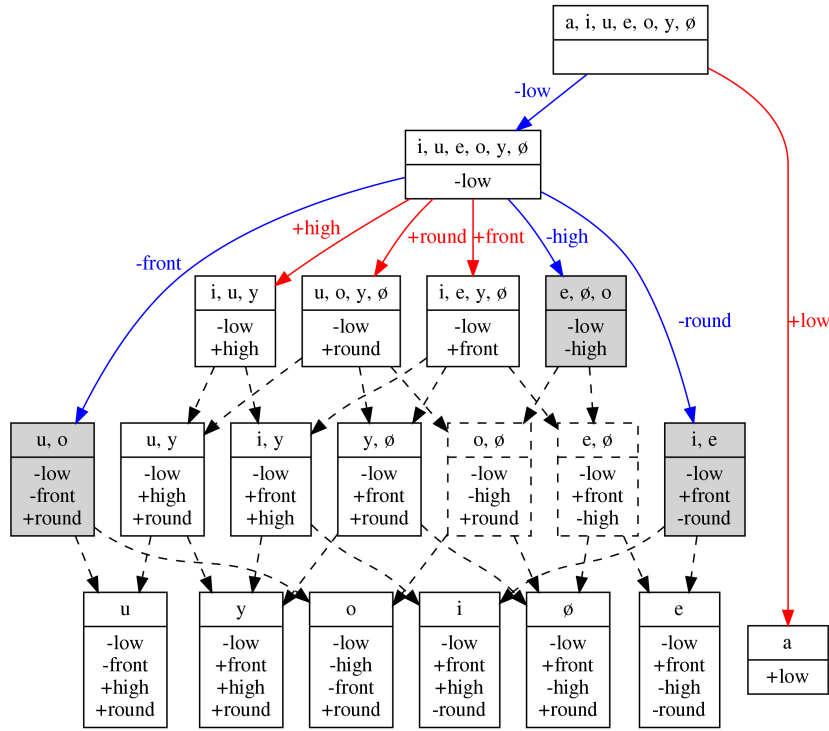 a, i, u, e, o, y, ø
-low
i, u, e, o, y, ø
-low
-front
+high
+round
+front
-high
-round
+low
i, u, y
-low
+high
u, o, y, ø
-low
+round
i, e, y, ø
-low
+front
e, ø, o
-low
-high
u, o
-low
-front
+round
u, y
-low
+high
+round
i, y
-low
+front
+high
y, ø
-low
+front
+round
o, ø
-low
-high
+round
e, ø
-low
+front
-high
i, e
-low
+front
-round
u
-low
-front
+high
+round
y
-low
+front
+high
+round
o
-low
-high
-front
+round
i
-low
+front
+high
-round
ø
-low
+front
-high
+round
e
-low
+front
-high
-round
a
+low